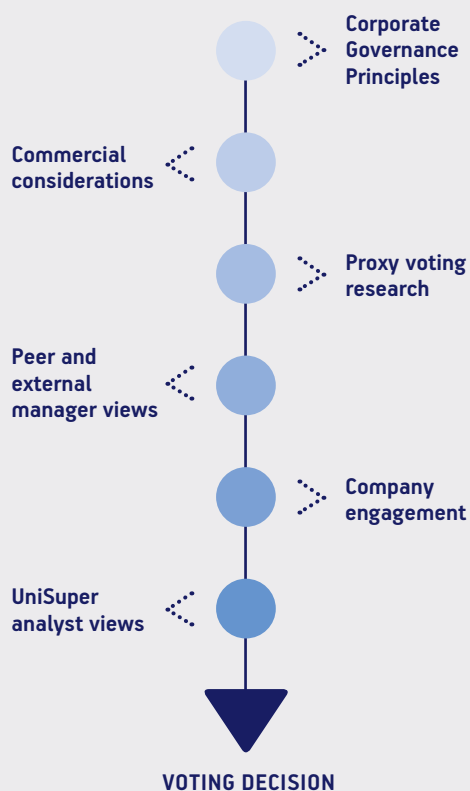 Corporate
Governance
Principles
Commercial
considerations
Proxy voting
research
Peer and
external
manager views
Company
engagement
UniSuper
analyst views
VOTING DECISION